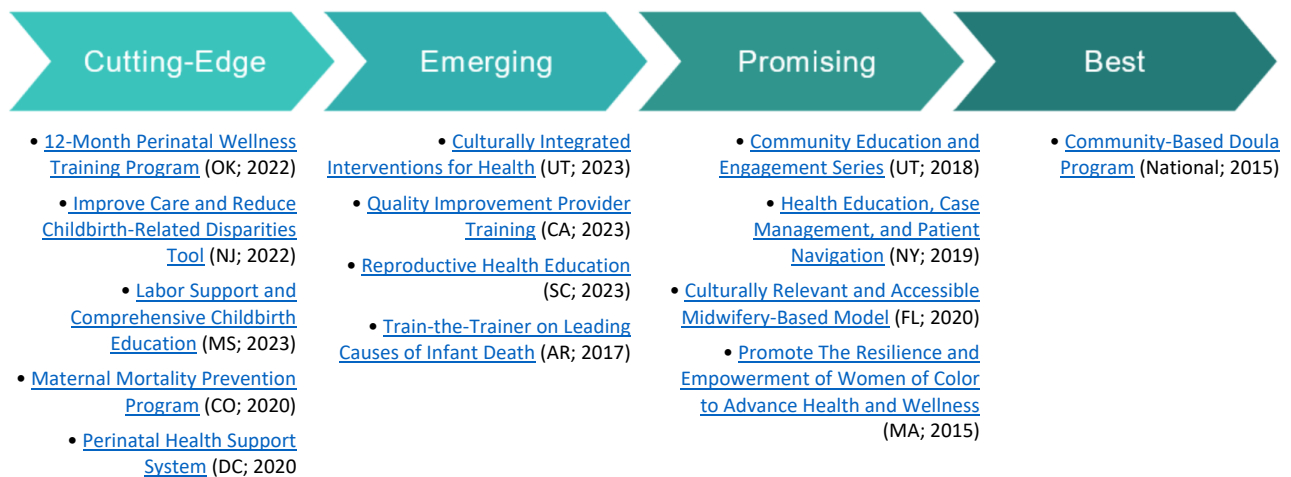 Cutting-Edge
• 12-Month Perinatal Wellness
Training Program (OK; 2022)
• Improve Care and Reduce
Childbirth-Related Disparities
Tool (NJ; 2022)
• Labor Support and
Comprehensive Childbirth
Education (MS; 2023)
• Maternal Mortality Prevention
Program (CO; 2020)
• Perinatal Health Support
System (DC; 2020
Emerging
• Culturally Integrated
Interventions for Health (UT; 2023)
• Quality Improvement Provider
Training (CA; 2023)
• Reproductive Health Education
(SC; 2023)
• Train-the-Trainer on Leading
Causes of Infant Death (AR; 2017)
Promising
• Community Education and
Engagement Series (UT; 2018)
• Health Education, Case
Management, and Patient
Navigation (NY; 2019)
• Culturally Relevant and Accessible
Midwifery-Based Model (FL; 2020)
• Promote The Resilience and
Empowerment of Women of Color
to Advance Health and Wellness
(MA; 2015)
Best
• Community-Based Doula
Program (National; 2015)